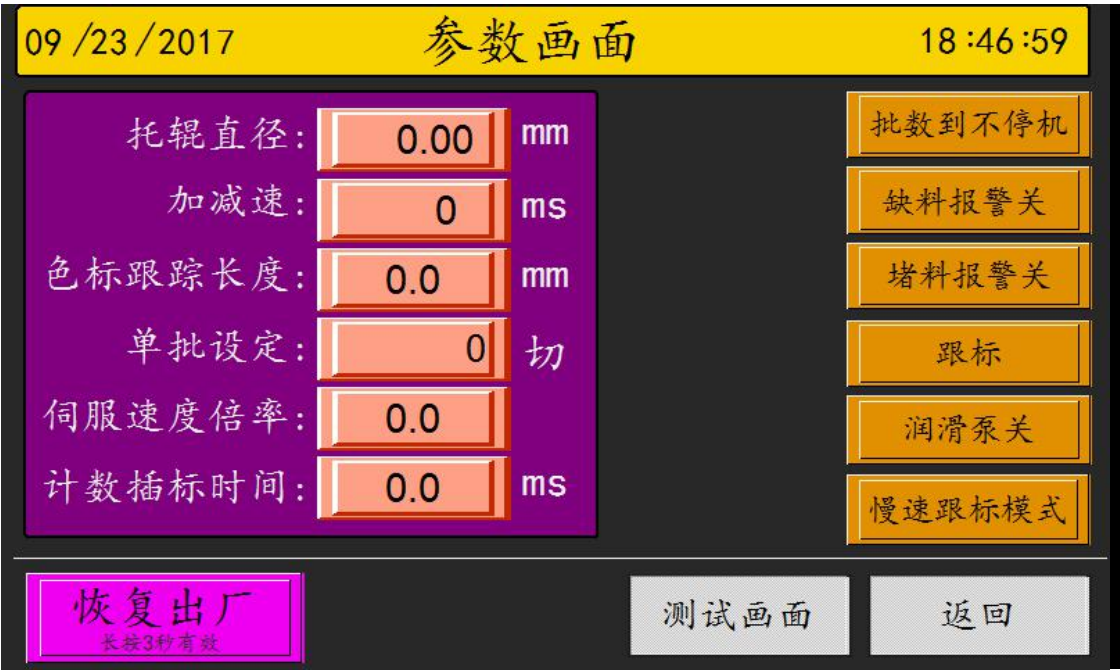 09/23/2017 参数画面 18:46:59
托辊直径: 0.00 mm
批数到不停机
加减速: 0 ms
缺料报警关
色标跟踪长度: 0.0 mm
堵料报警关
单批设定: 0 切
跟标
伺服速度倍率: 0.0
润滑泵关
计数插标时间: 0.0 ms
慢速跟标模式
恢复出厂
长按3秒有效
测试画面
返回